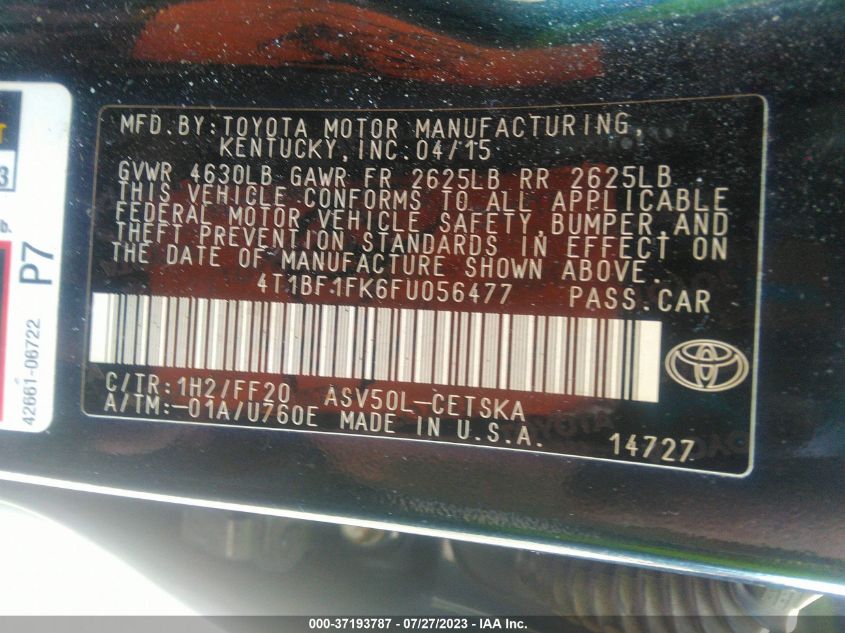 MFD.BY:TOYOTA MOTOR MANUFACTURING,
KENTUCKY,INC.04/15
GVWR 4630LB GAWR FR 2625LB RR 2625LB
THIS VEHICLE CONFORMS TO ALL APPLICABLE
FEDERAL MOTOR VEHICLE SAFETY,BUMPER,AND
THEFT PREVENTION STANDARDS IN EFFECT ON
THE DATE OF MANUFACTURE SHOWN ABOVE.
4T1BF1FK6FU056477 PASS.CAR
C/TR:1H2/FF20 ASV50L-CETSKA
A/TM:-01A/U760E MADE IN U.S.A.
14727
P7
42661-06722
000-37193787 / 07/27/2023 - IAA Inc.